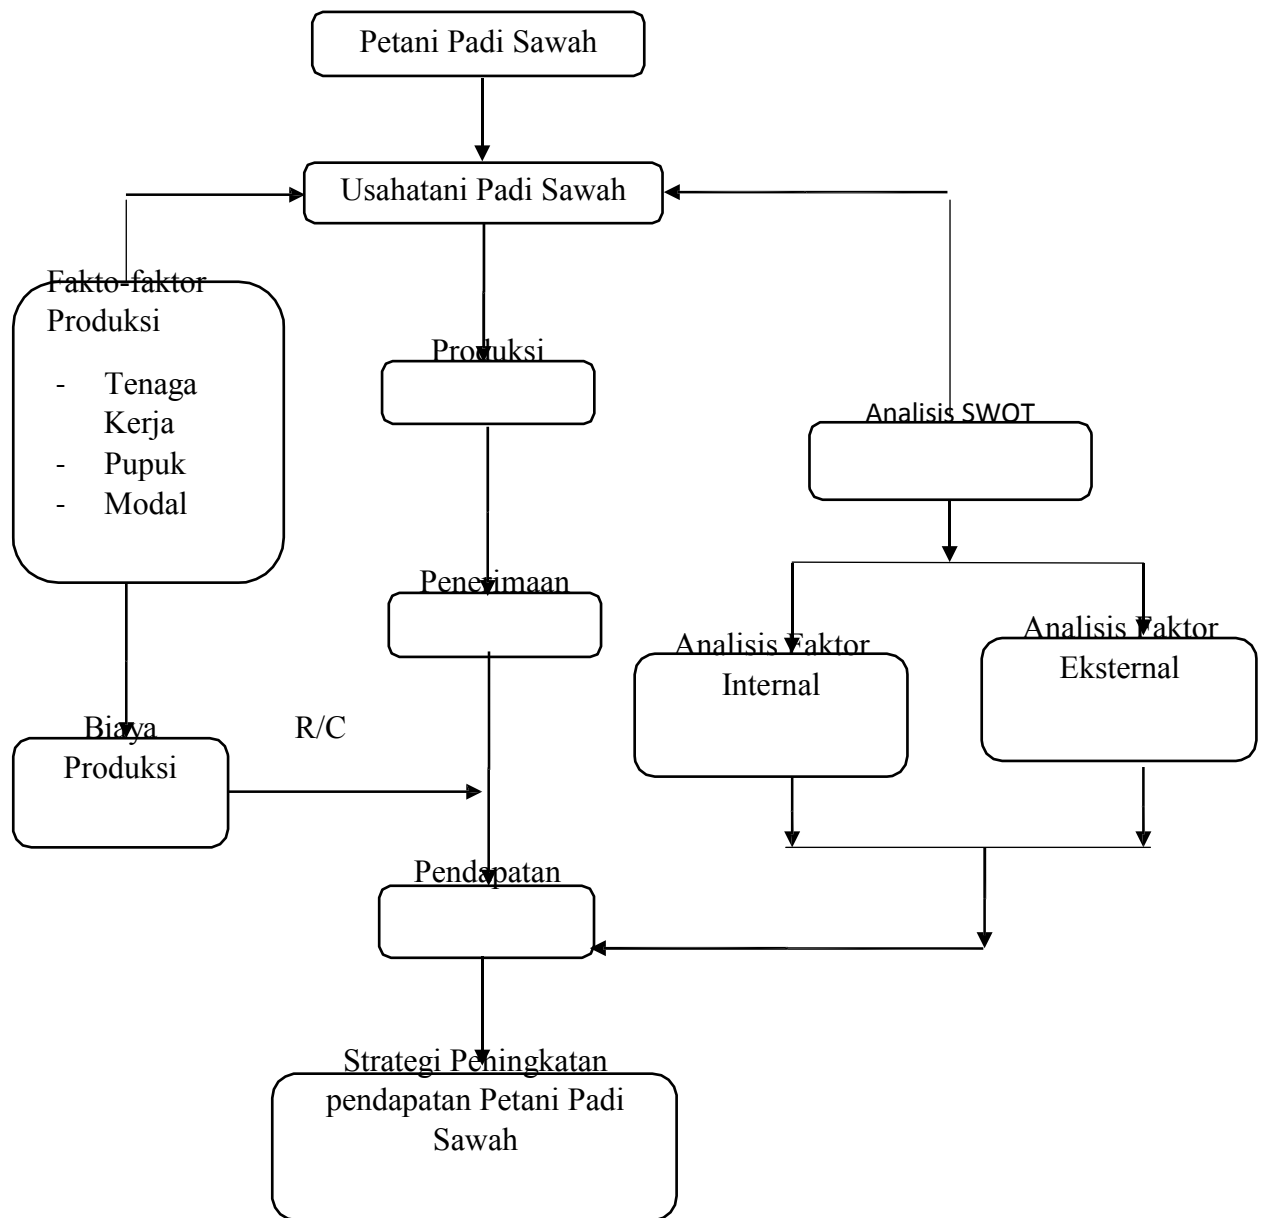 Petani Padi Sawah
Usahatani Padi Sawah
Fakto-faktor
Produksi
- Tenaga
Kerja
- Pupuk
- Modal
Produksi
Analisis SWOT
Penerimaan
Analisis Faktor
Internal
Analisis Faktor
Eksternal
Biaya
Produksi
R/C
Pendapatan
Strategi Peningkatan
pendapatan Petani Padi
Sawah